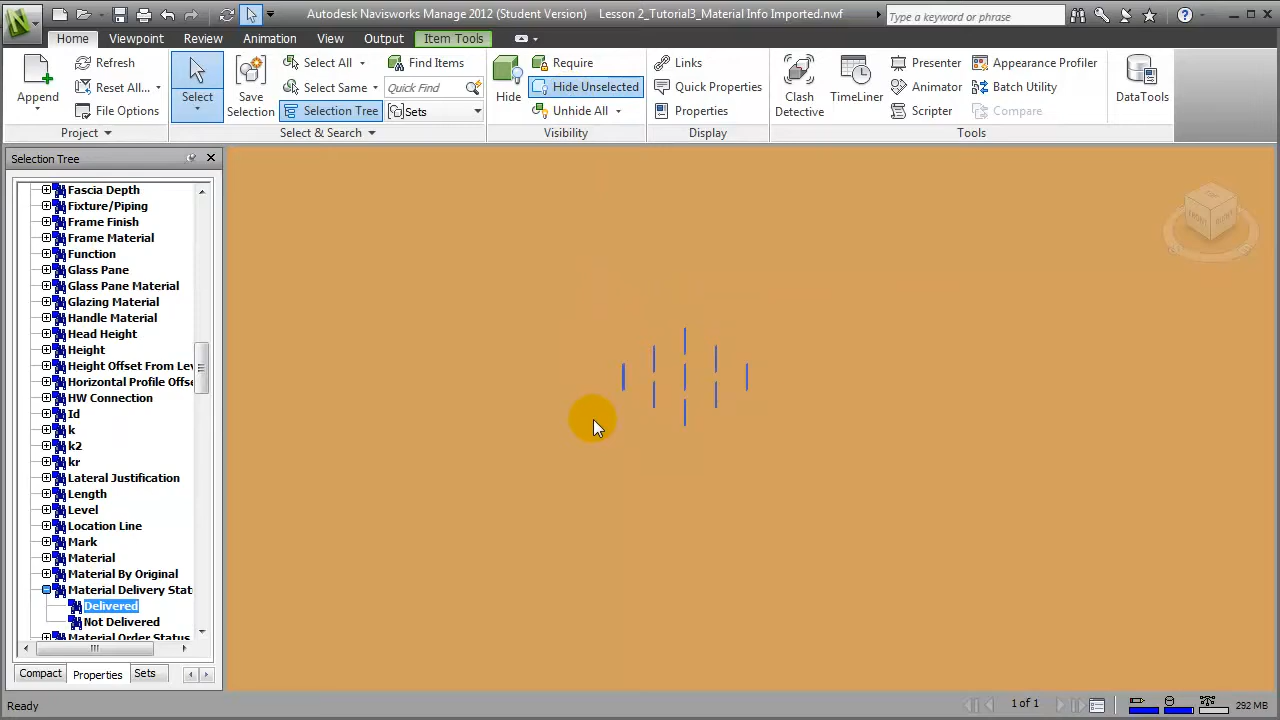 Autodesk Navisworks Manage 2012 (Student Version) Lesson 2_Tutorial3_Material Info Imported.nwf
Type a keyword or phrase
Home Viewpoint Review Animation View Output Item Tools
Append
Refresh
Reset All...
File Options
Project
Select
Save Selection
Select All
Select Same
Selection Tree
Find Items
Quick Find
Sets
Select & Search
Hide
Require
Hide Unselected
Unhide All
Visibility
Links
Quick Properties
Properties
Display
Clash Detective
TimeLiner
Presenter
Animator
Scripter
Appearance Profiler
Batch Utility
Compare
Tools
DataTools
Selection Tree
Fascia Depth
Fixture/Piping
Frame Finish
Frame Material
Function
Glass Pane
Glass Pane Material
Glazing Material
Handle Material
Head Height
Height
Height Offset From Lev
Horizontal Profile Offse
HW Connection
Id
k
k2
kr
Lateral Justification
Length
Level
Location Line
Mark
Material
Material By Original
Material Delivery Stat
Delivered
Not Delivered
Material Order Status
Compact Properties Sets
Ready
1 of 1
292 MB